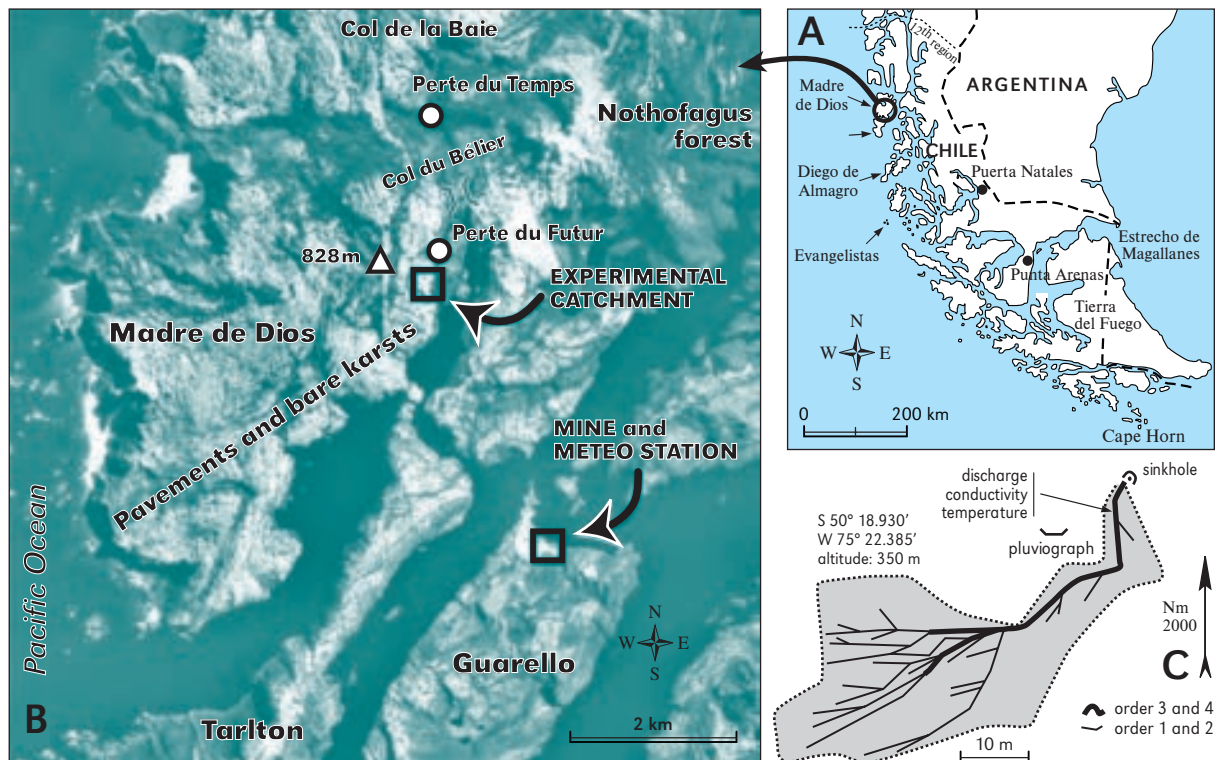 Col de la Baie
Perte du Temps
Nothofagus
forest
Col du Bélier
Perte du Futur
828m
EXPERIMENTAL
CATCHMENT
Madre de Dios
Pavements and bare karsts
MINE and
METEO STATION
Pacific Ocean
N
W E
S
Guarello
Tarlton
B
2 km
A
12th region
ARGENTINA
Madre
de Dios
CHILE
Puerta Natales
Diego de
Almagro
Evangelistas
Estrecho de
Magallanes
Punta Arenas
Tierra
del Fuego
N
W E
S
0 200 km
Cape Horn
discharge
conductivity
temperature
sinkhole
S 50° 18.930’
W 75° 22.385’
altitude: 350 m
pluviograph
Nm
2000
C
order 3 and 4
order 1 and 2
10 m